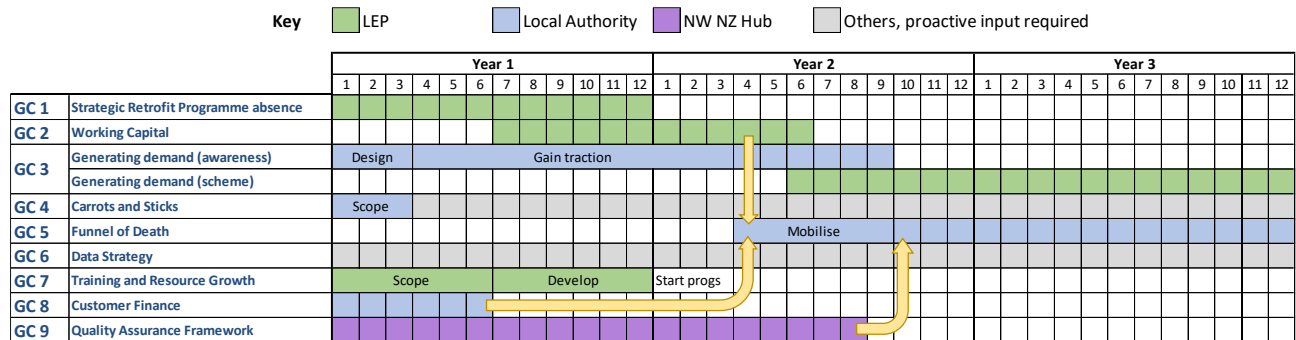 Key LEP Local Authority NW NZ Hub Others, proactive input required
Year 1 Year 2 Year 3
1 2 3 4 5 6 7 8 9 10 11 12 1 2 3 4 5 6 7 8 9 10 11 12 1 2 3 4 5 6 7 8 9 10 11 12
GC 1 Strategic Retrofit Programme absence
GC 2 Working Capital
GC 3 Generating demand (awareness) Design Gain traction
Generating demand (scheme)
GC 4 Carrots and Sticks Scope
GC 5 Funnel of Death Mobilise
GC 6 Data Strategy
GC 7 Training and Resource Growth Scope Develop Start progs
GC 8 Customer Finance
GC 9 Quality Assurance Framework